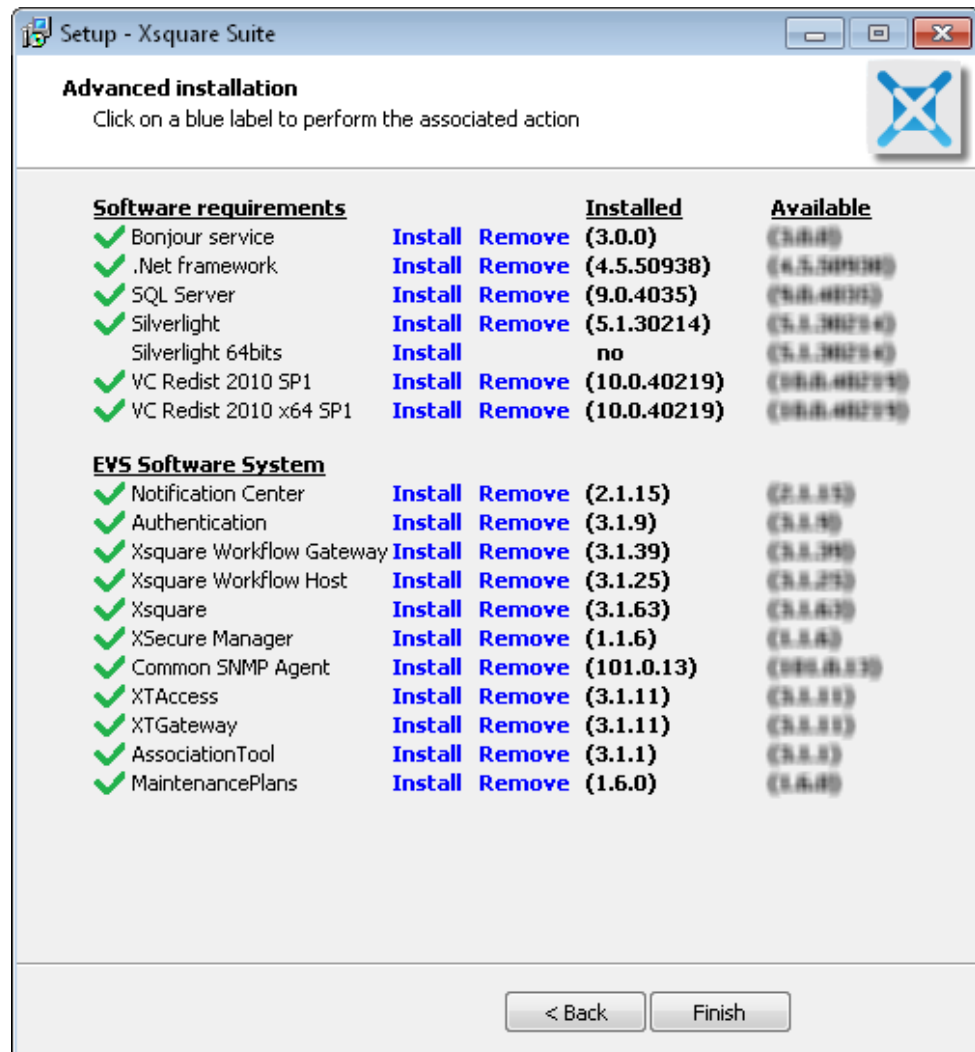 Setup - Xsquare Suite
Advanced installation
Click on a blue label to perform the associated action
Software requirements Installed Available
Bonjour service Install Remove (3.0.0)
.Net framework Install Remove (4.5.50938)
SQL Server Install Remove (9.0.4035)
Silverlight Install Remove (5.1.30214)
Silverlight 64bits Install no
VC Redist 2010 SP1 Install Remove (10.0.40219)
VC Redist 2010 x64 SP1 Install Remove (10.0.40219)
EVS Software System
Notification Center Install Remove (2.1.15)
Authentication Install Remove (3.1.9)
Xsquare Workflow Gateway Install Remove (3.1.39)
Xsquare Workflow Host Install Remove (3.1.25)
Xsquare Install Remove (3.1.63)
XSecure Manager Install Remove (1.1.6)
Common SNMP Agent Install Remove (101.0.13)
XTAccess Install Remove (3.1.11)
XTGateway Install Remove (3.1.11)
AssociationTool Install Remove (3.1.1)
MaintenancePlans Install Remove (1.6.0)
< Back Finish